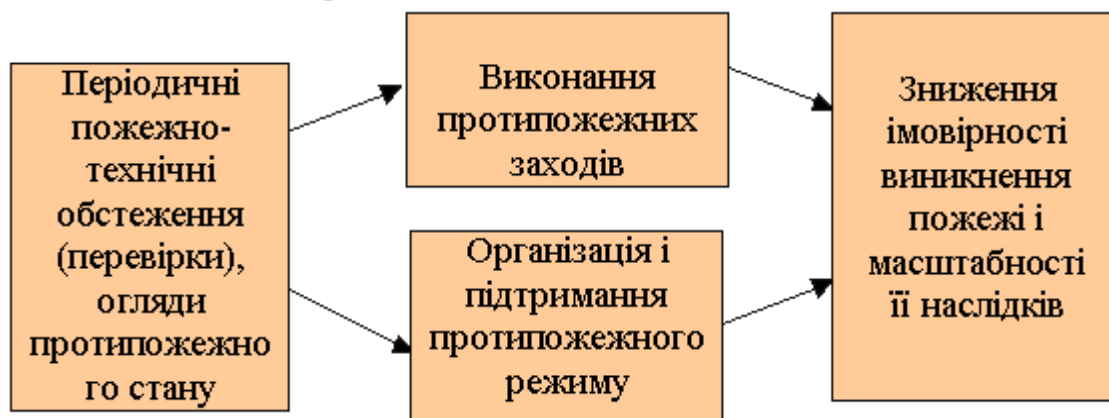 Періодичні
пожежно-
технічні
обстеження
(перевірки),
огляди
протипожежно
го стану
Виконання
протипожежних
заходів
Організація і
підтримання
протипожежного
режиму
Зниження
імовірності
виникнення
пожежі і
масштабності
її наслідків